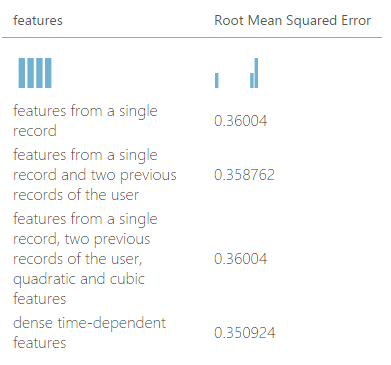 features Root Mean Squared Error
features from a single
record
0.36004
features from a single
record and two previous
records of the user
0.358762
features from a single
record, two previous
records of the user,
quadratic and cubic
features
0.36004
dense time-dependent
features
0.350924